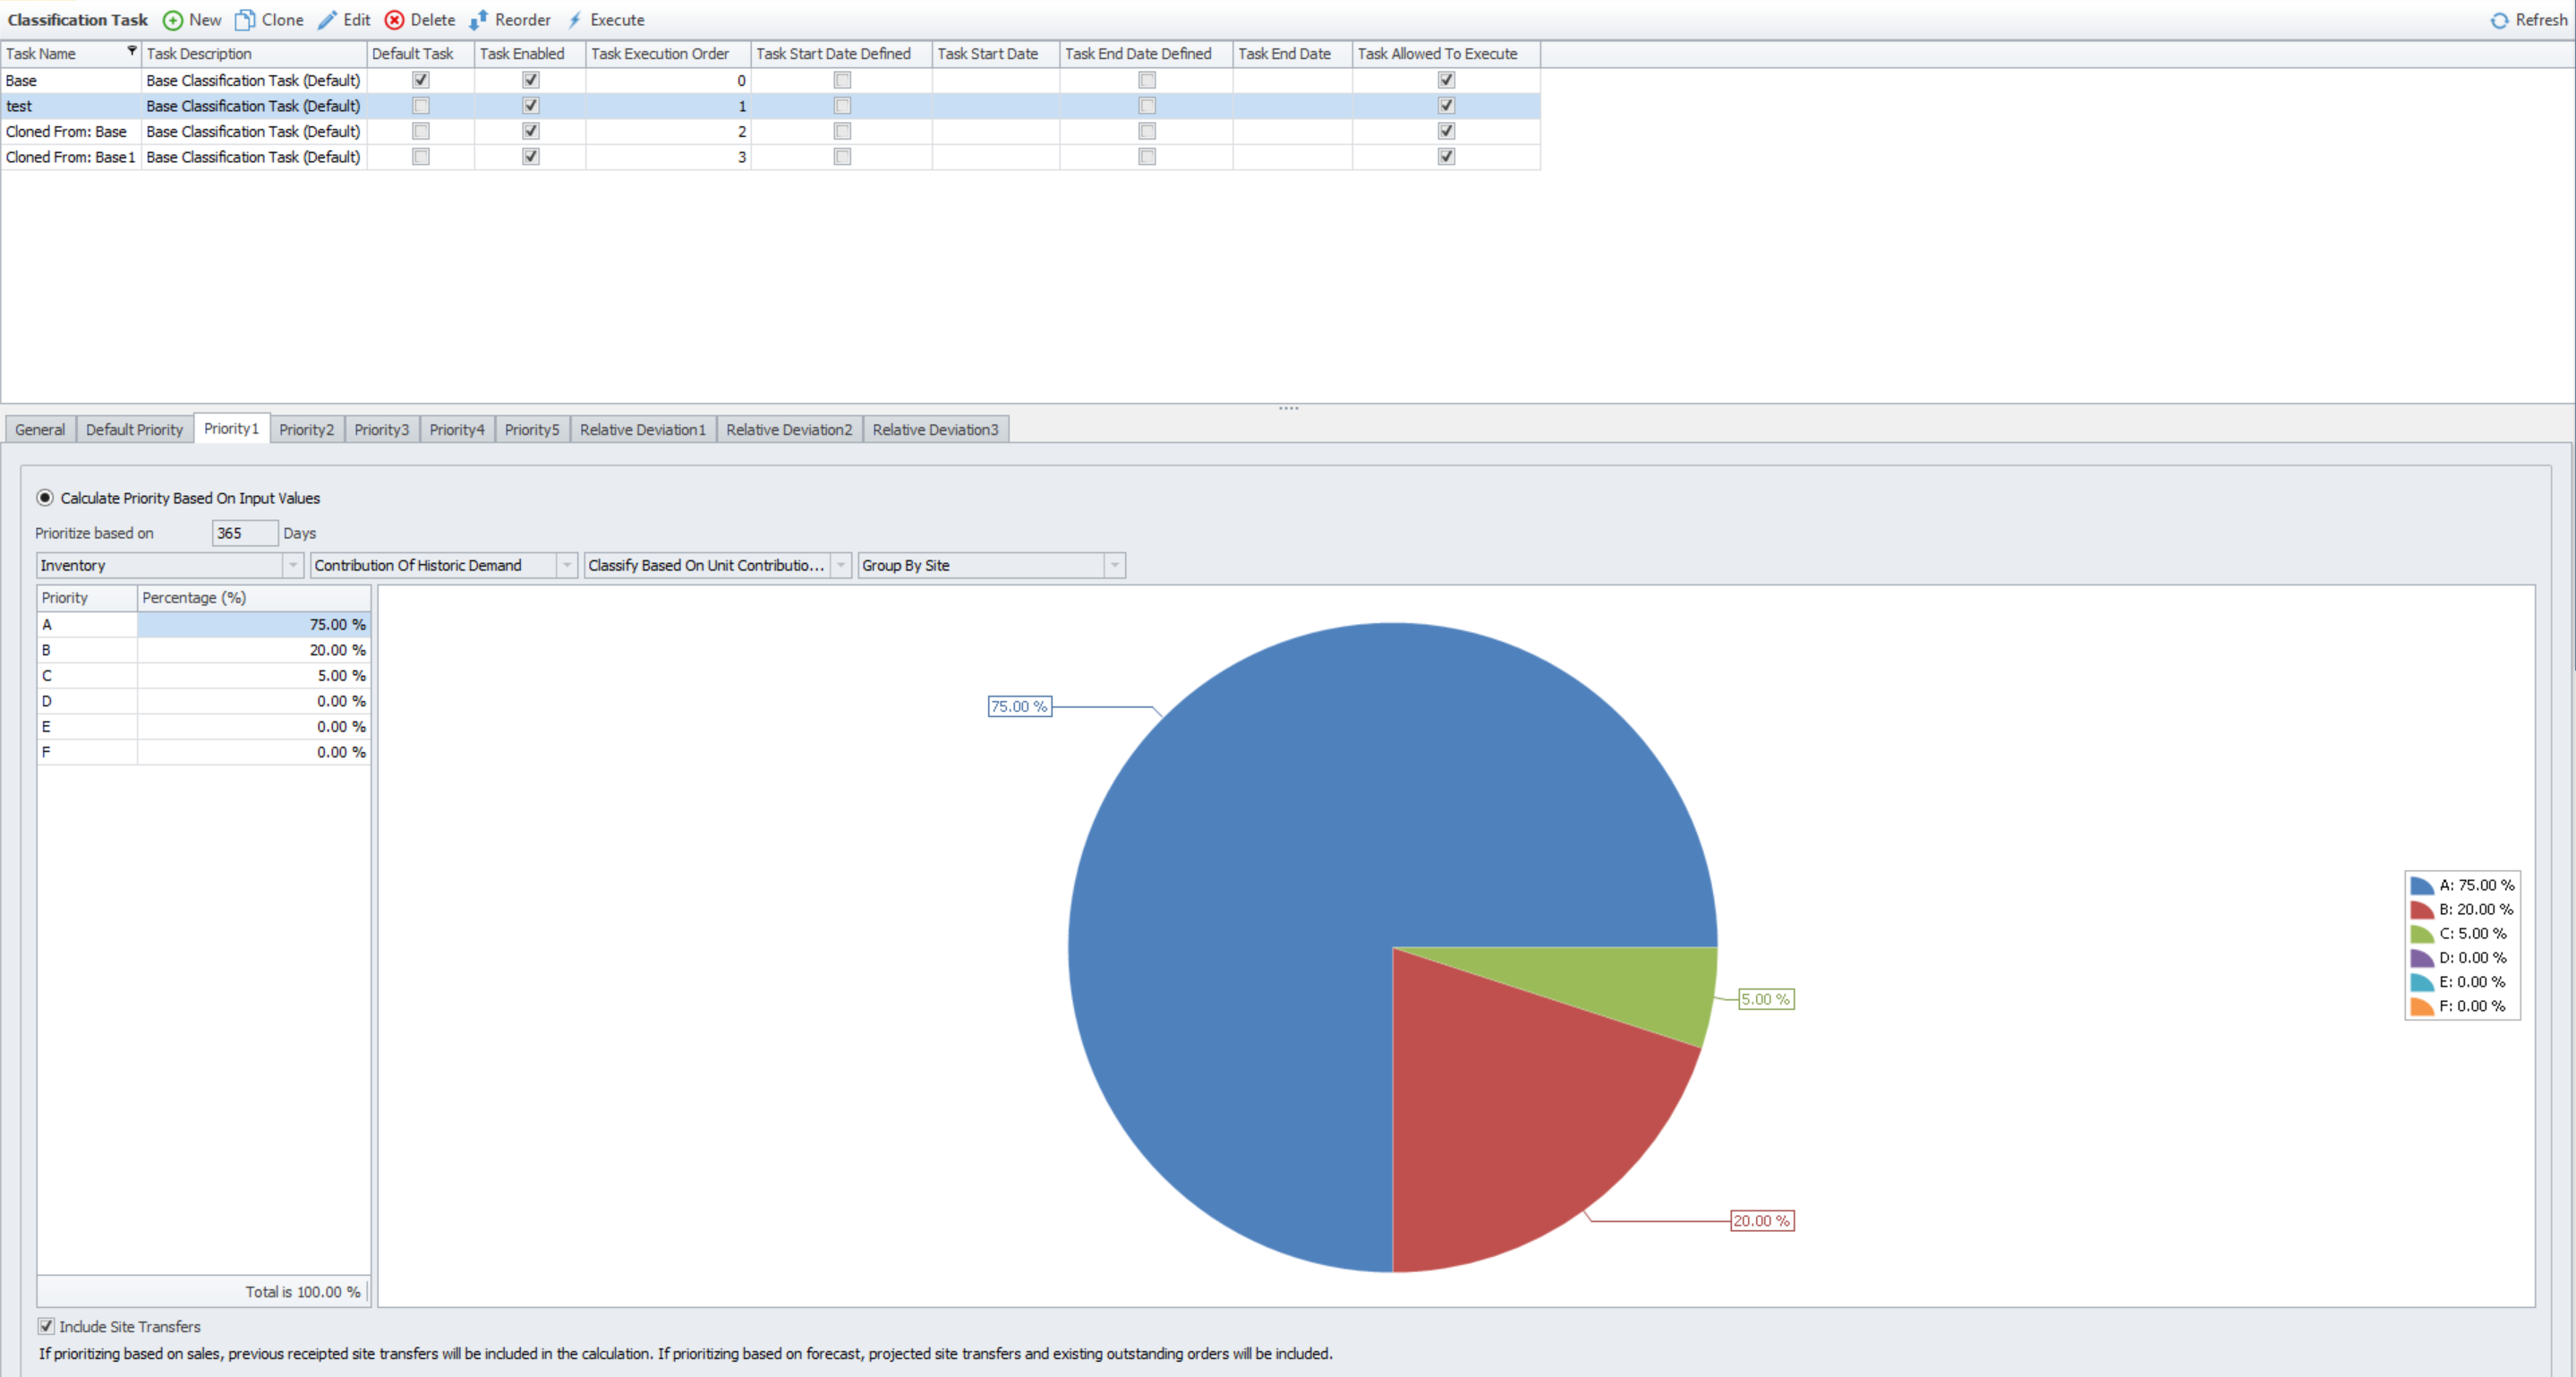 Classification Task New Clone Edit Delete Reorder Execute Refresh
Task Name Task Description Default Task Task Enabled Task Execution Order Task Start Date Defined Task Start Date Task End Date Defined Task End Date Task Allowed To Execute
Base Base Classification Task (Default) 0
test Base Classification Task (Default) 1
Cloned From: Base Base Classification Task (Default) 2
Cloned From: Base1 Base Classification Task (Default) 3
General Default Priority Priority1 Priority2 Priority3 Priority4 Priority5 Relative Deviation1 Relative Deviation2 Relative Deviation3
Calculate Priority Based On Input Values
Prioritize based on 365 Days
Inventory Contribution Of Historic Demand Classify Based On Unit Contributio... Group By Site
Priority Percentage (%)
A 75.00 %
B 20.00 %
C 5.00 %
D 0.00 %
E 0.00 %
F 0.00 %
Total is 100.00 %
75.00 %
5.00 %
20.00 %
A: 75.00 %
B: 20.00 %
C: 5.00 %
D: 0.00 %
E: 0.00 %
F: 0.00 %
Include Site Transfers
If prioritizing based on sales, previous receipted site transfers will be included in the calculation. If prioritizing based on forecast, projected site transfers and existing outstanding orders will be included.